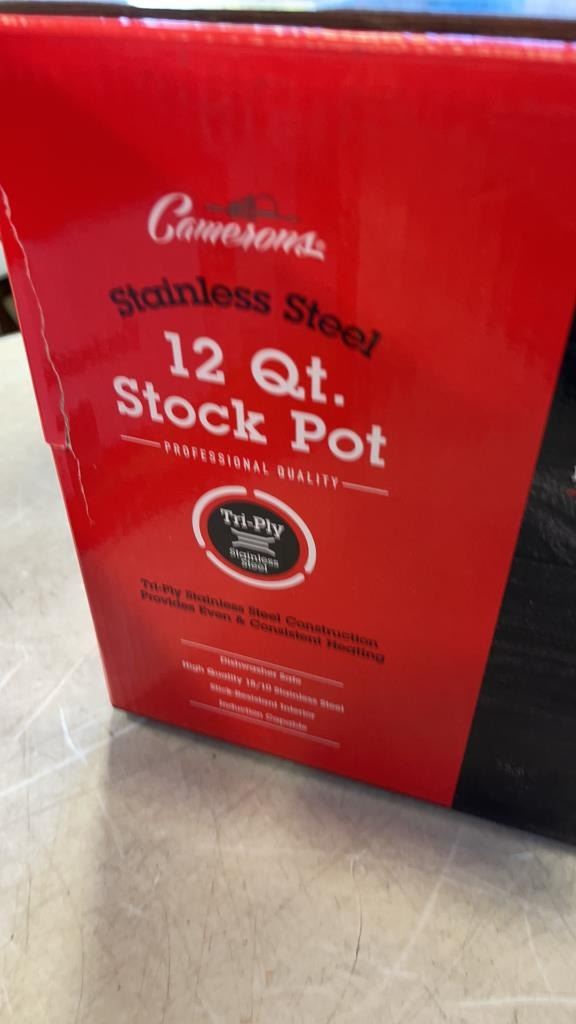 Camerons
Stainless Steel
12 Qt.
Stock Pot
PROFESSIONAL QUALITY
Tri-Ply
Stainless
Steel
Tri-Ply Stainless Steel Construction
Provides Even & Consistent Heating
Dishwasher Safe
High Quality 18/10 Stainless Steel
Stick-Resistant Interior
Induction Capable